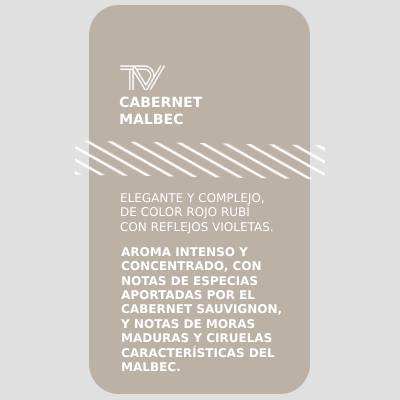 TDV
CABERNET
MALBEC
ELEGANTE Y COMPLEJO,
DE COLOR ROJO RUBÍ
CON REFLEJOS VIOLETAS.
AROMA INTENSO Y
CONCENTRADO, CON
NOTAS DE ESPECIAS
APORTADAS POR EL
CABERNET SAUVIGNON,
Y NOTAS DE MORAS
MADURAS Y CIRUELAS
CARACTERÍSTICAS DEL
MALBEC.